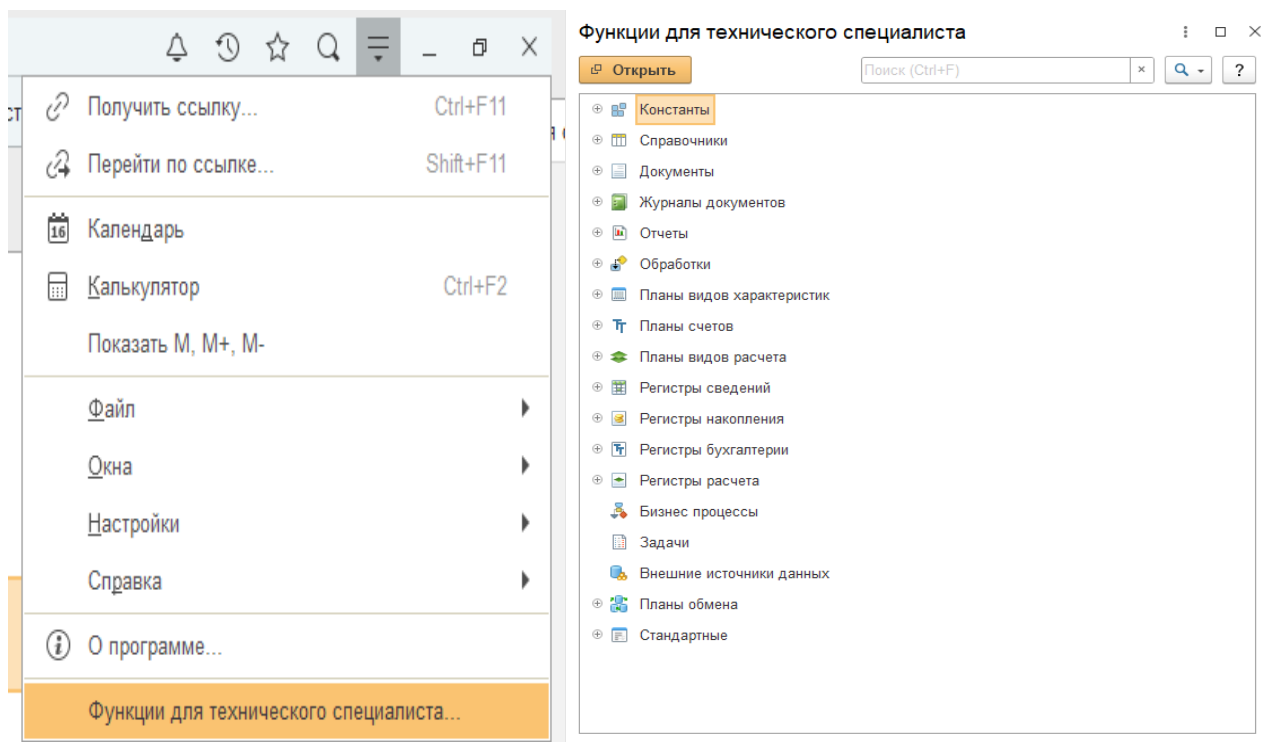 ст
Получить ссылку... Ctrl+F11
Перейти по ссылке... Shift+F11
16 Календарь
Калькулятор Ctrl+F2
Показать M, M+, M-
Файл
Окна
Настройки
Справка
О программе...
Функции для технического специалиста...
Функции для технического специалиста
Открыть Поиск (Ctrl+F) × ?
Константы
Справочники
Документы
Журналы документов
Отчеты
Обработки
Планы видов характеристик
Планы счетов
Планы видов расчета
Регистры сведений
Регистры накопления
Регистры бухгалтерии
Регистры расчета
Бизнес процессы
Задачи
Внешние источники данных
Планы обмена
Стандартные